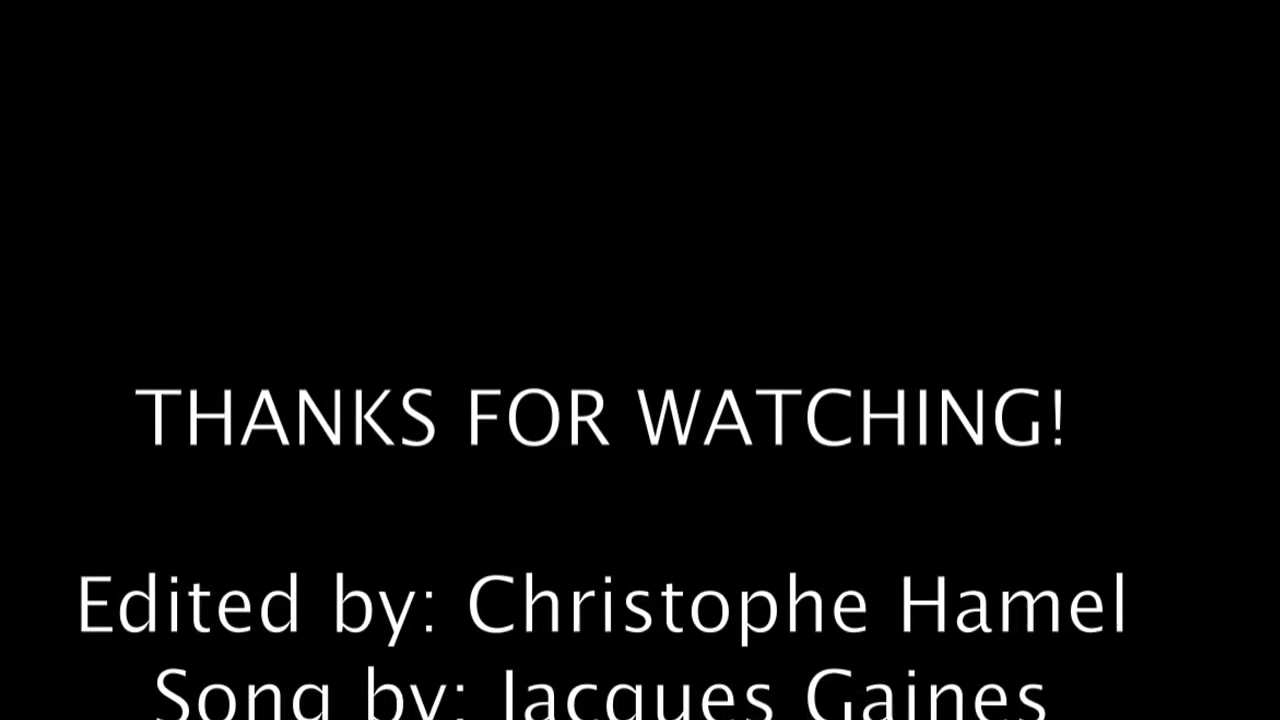 THANKS FOR WATCHING!
Edited by: Christophe Hamel
Song by: Jacques Gaines